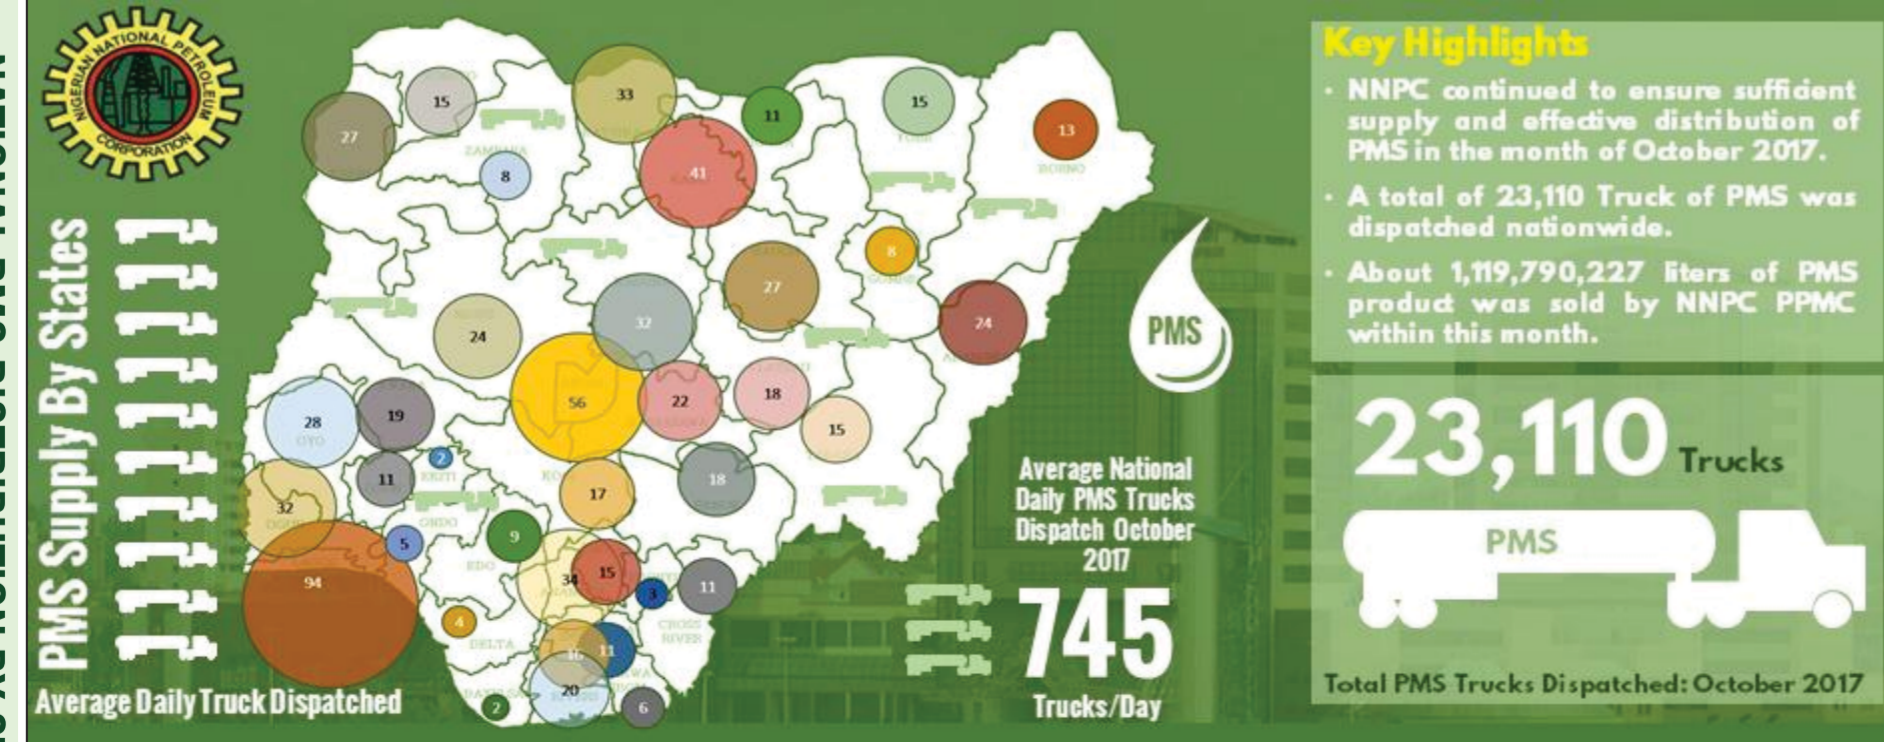 NIGERIAN NATIONAL PETROLEUM
CORPORATION
PMS Supply By States
Average Daily Truck Dispatched
27
15
33
11
15
13
ZAMFARA
8
41
BORNO
8
27
24
32
24
56
22
18
15
28
OYO
19
2
EKITI
11
17
18
32
ONDO
5
9
EDO
94
34
15
3
11
4
DELTA
CROSS
RIVER
16
11
20
2
6
PMS
Average National
Daily PMS Trucks
Dispatch October
2017
745
Trucks/Day
Key Highlights
• NNPC continued to ensure sufficient
supply and effective distribution of
PMS in the month of October 2017.
• A total of 23,110 Truck of PMS was
dispatched nationwide.
• About 1,119,790,227 liters of PMS
product was sold by NNPC PPMC
within this month.
23,110 Trucks
PMS
Total PMS Trucks Dispatched: October 2017